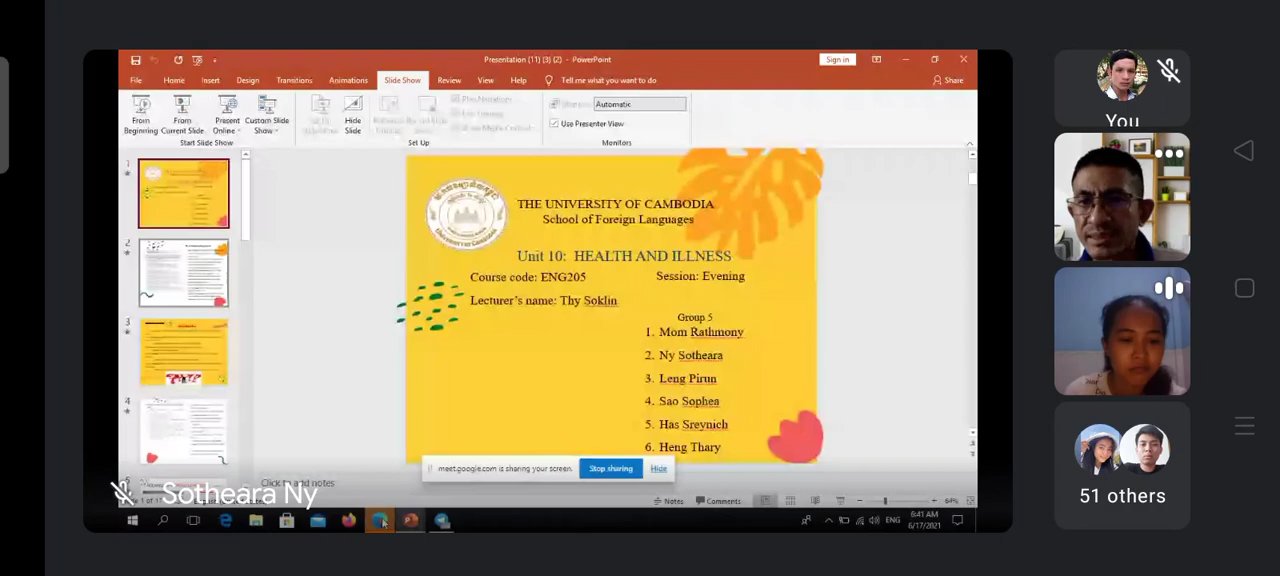 Presentation (11) (3) (2) - PowerPoint
Sign in
File Home Insert Design Transitions Animations Slide Show Review View Help Tell me what you want to do Share
From Beginning
From Current Slide
Present Online
Custom Slide Show
Hide Slide
Automatic
Use Presenter View
Start Slide Show
Set Up
Monitors
1
2
3
4
THE UNIVERSITY OF CAMBODIA
School of Foreign Languages
Unit 10: HEALTH AND ILLNESS
Course code: ENG205 Session: Evening
Lecturer's name: Thy Soklin
Group 5
1. Mom Rathmony
2. Ny Sotheara
3. Leng Pirun
4. Sao Sophea
5. Has Sreynich
6. Heng Thary
meet.google.com is sharing your screen.
Stop sharing
Hide
Click to add notes
Sotheara Ny
Notes Comments 64%
ENG
6:41 AM
6/17/2021
You
51 others